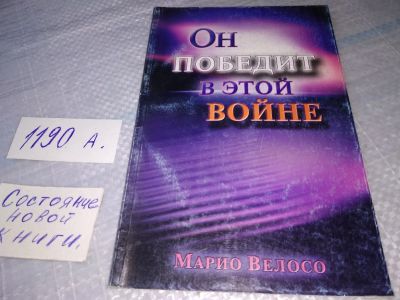 Он
ПОБЕДИТ
В ЭТОЙ
ВОЙНЕ
МАРИО ВЕЛОСО
1190 А.
Состояние
новой
книги.